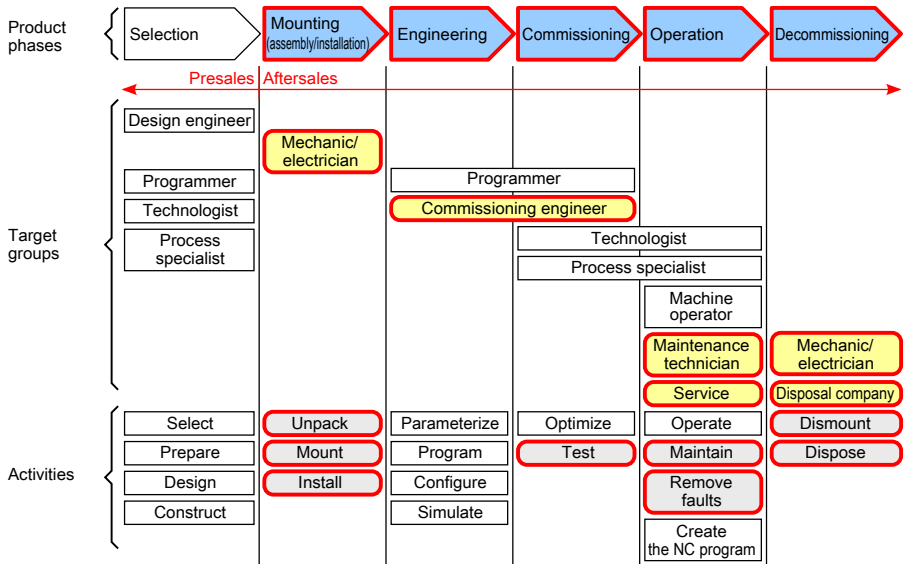 Product
phases
Selection
Mounting
(assembly/installation)
Engineering
Commissioning
Operation
Decommissioning
Presales
Aftersales
Target
groups
Design engineer
Mechanic/
electrician
Programmer
Programmer
Technologist
Commissioning engineer
Process
specialist
Technologist
Process specialist
Machine
operator
Maintenance
technician
Mechanic/
electrician
Service
Disposal company
Activities
Select
Unpack
Parameterize
Optimize
Operate
Dismount
Prepare
Mount
Program
Test
Maintain
Dispose
Design
Install
Configure
Remove
faults
Construct
Simulate
Create
the NC program